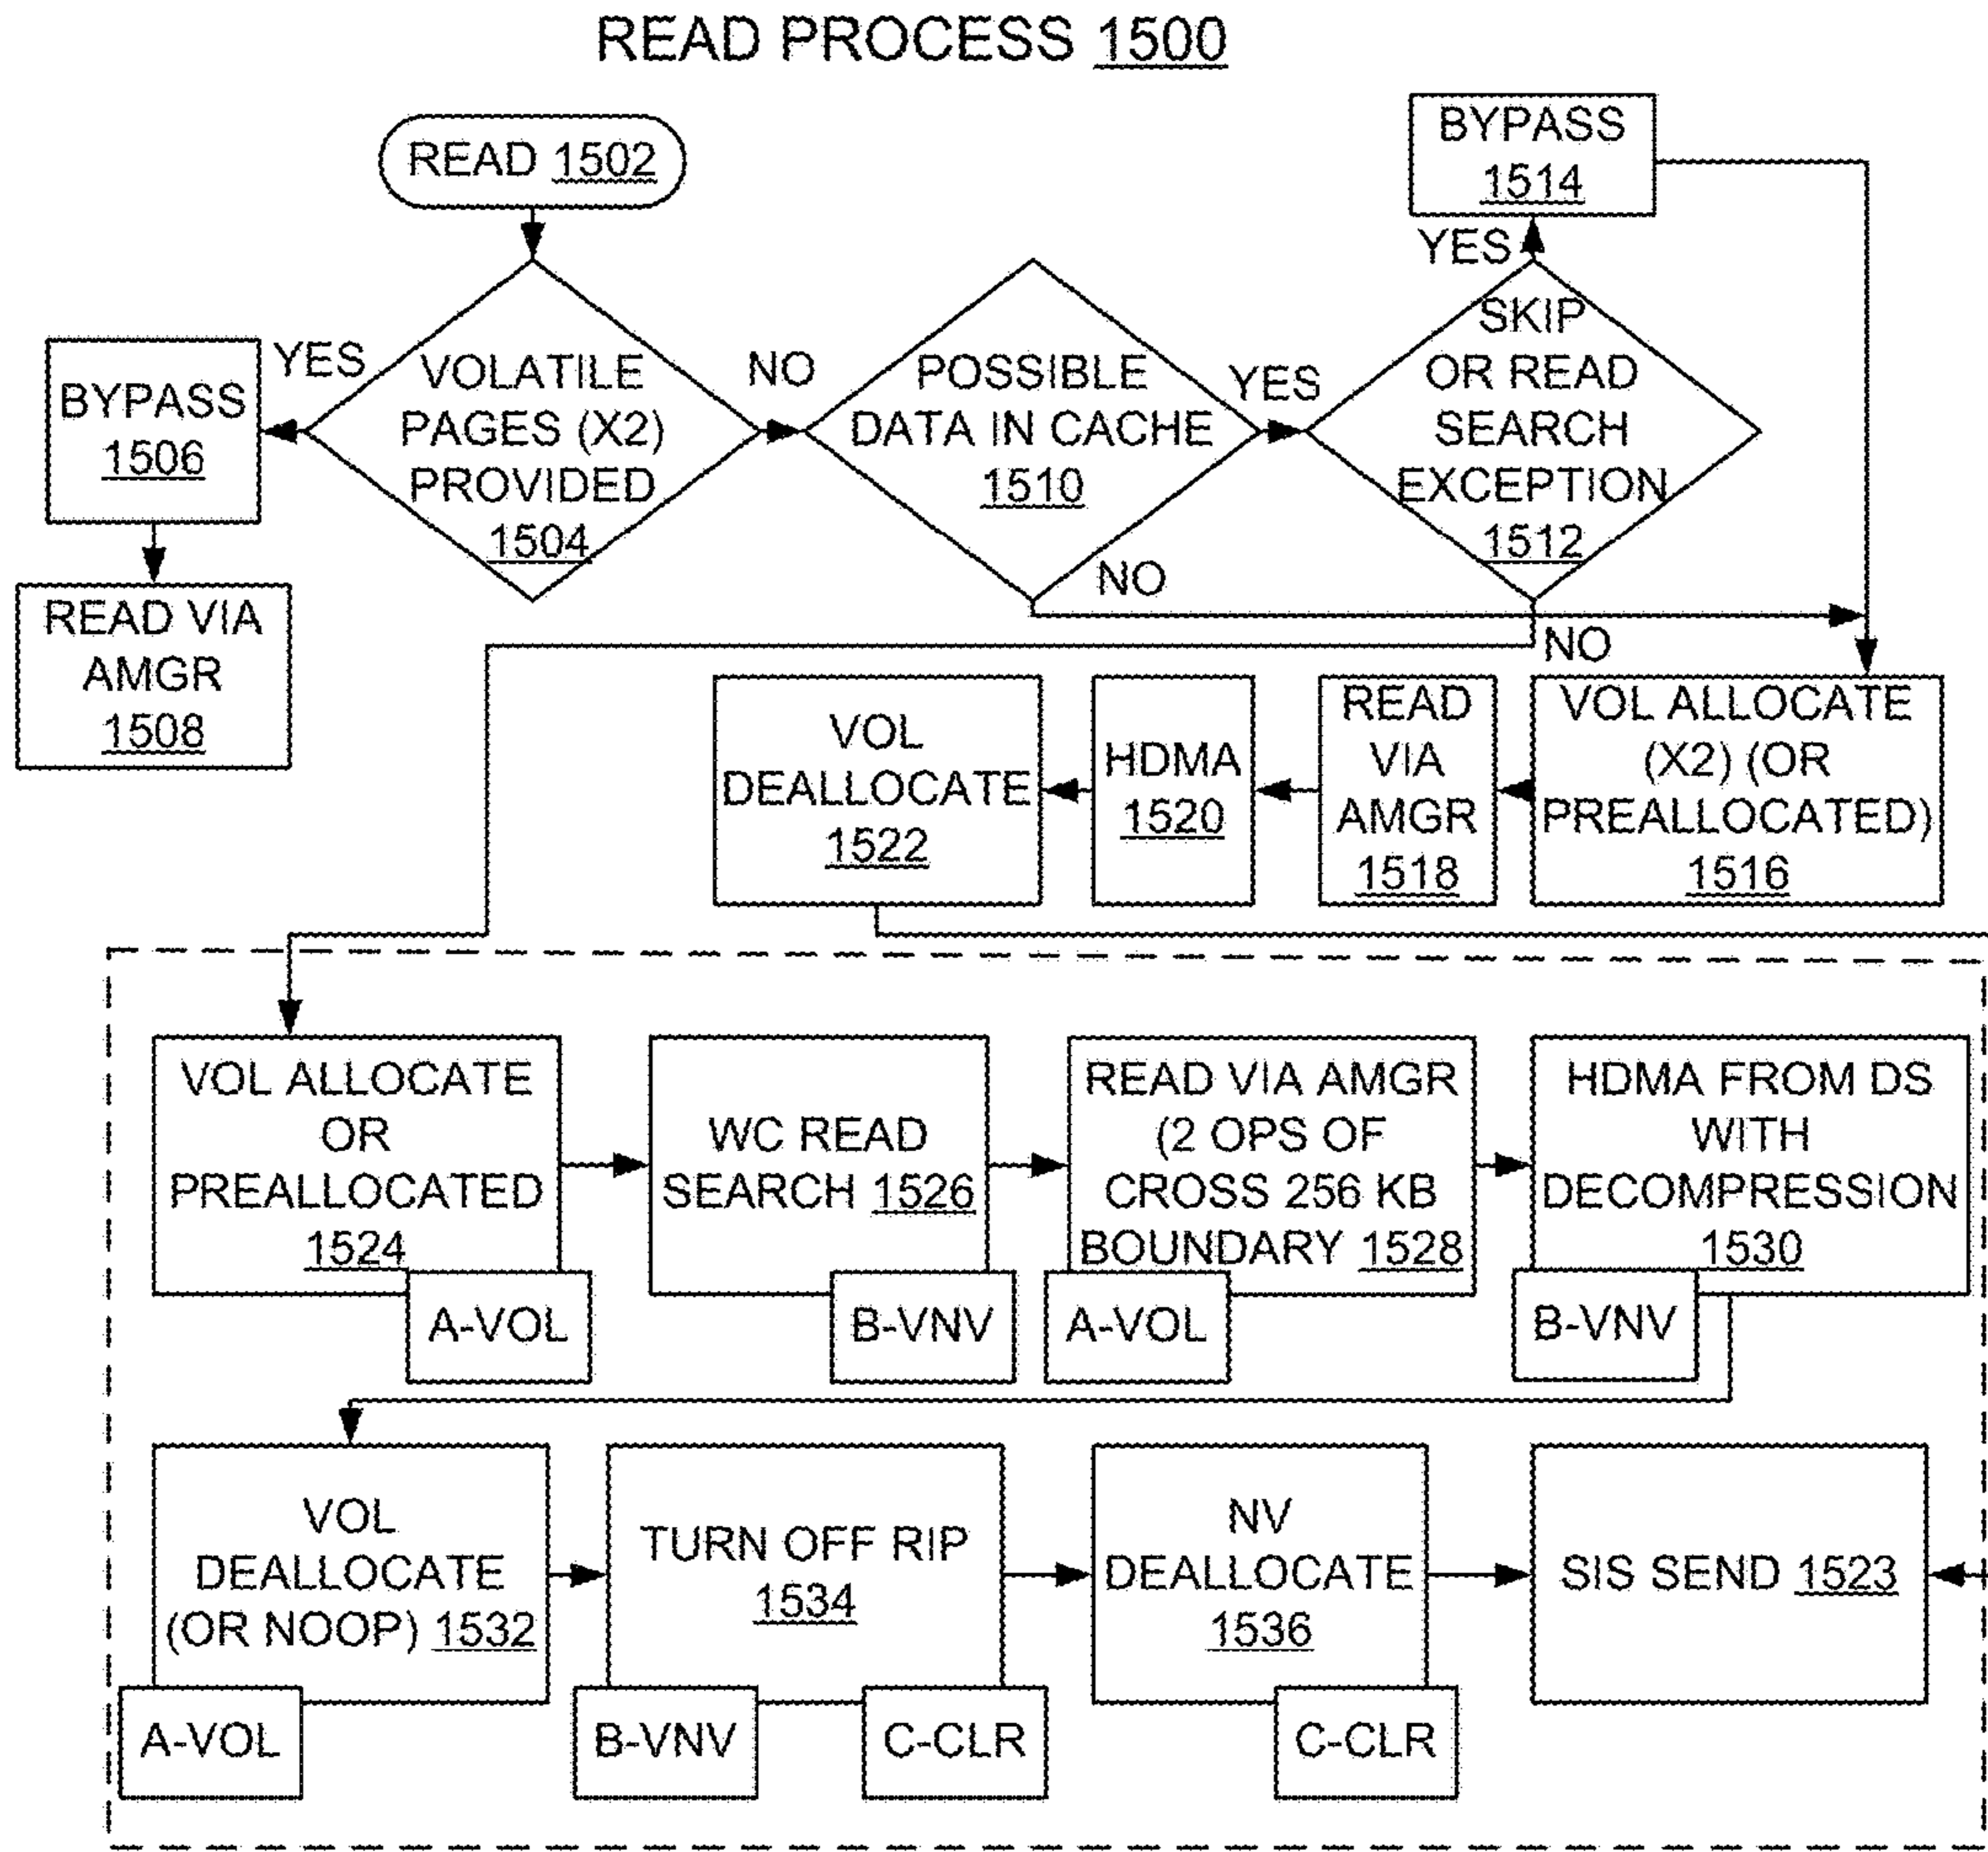 READ PROCESS 1500
READ 1502
BYPASS
1514
YES
SKIP
OR READ
SEARCH
EXCEPTION
1512
YES
VOLATILE
PAGES (X2)
PROVIDED
1504
NO
POSSIBLE
DATA IN CACHE
1510
YES
BYPASS
1506
NO
NO
READ VIA
AMGR
1508
VOL
DEALLOCATE
1522
HDMA
1520
READ
VIA
AMGR
1518
VOL ALLOCATE
(X2) (OR
PREALLOCATED)
1516
VOL ALLOCATE
OR
PREALLOCATED
1524
A-VOL
WC READ
SEARCH 1526
B-VNV
READ VIA AMGR
(2 OPS OF
CROSS 256 KB
BOUNDARY 1528
A-VOL
HDMA FROM DS
WITH
DECOMPRESSION
1530
B-VNV
VOL
DEALLOCATE
(OR NOOP) 1532
A-VOL
TURN OFF RIP
1534
B-VNV
C-CLR
NV
DEALLOCATE
1536
C-CLR
SIS SEND 1523